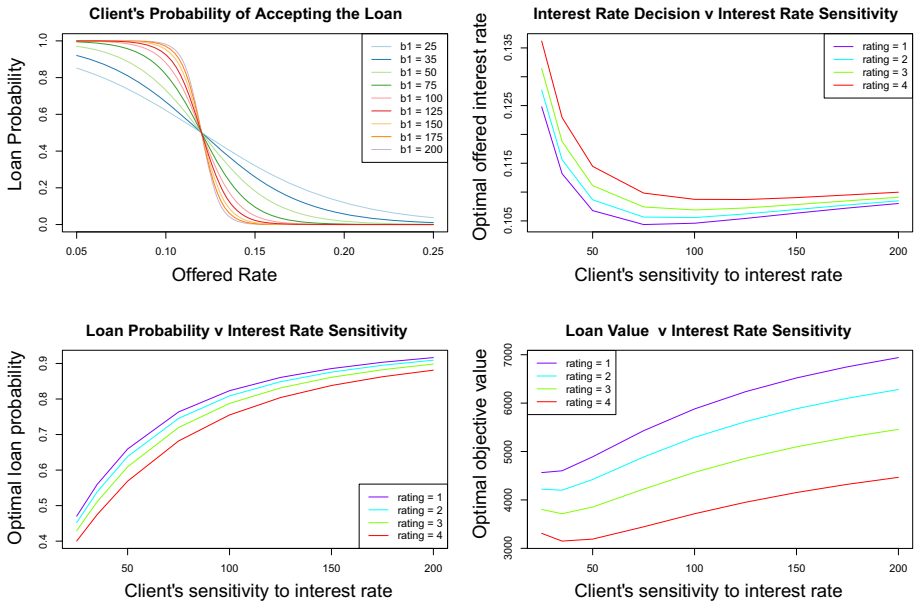 Client's Probability of Accepting the Loan
Loan Probability
1.0
0.8
0.6
0.4
0.2
0.0
b1 = 25
b1 = 35
b1 = 50
b1 = 75
b1 = 100
b1 = 125
b1 = 150
b1 = 175
b1 = 200
0.05
0.10
0.15
0.20
0.25
Offered Rate
Interest Rate Decision v Interest Rate Sensitivity
Optimal offered interest rate
0.135
0.125
0.115
0.105
rating = 1
rating = 2
rating = 3
rating = 4
50
100
150
200
Client's sensitivity to interest rate
Loan Probability v Interest Rate Sensitivity
Optimal loan probability
0.9
0.8
0.7
0.6
0.5
0.4
rating = 1
rating = 2
rating = 3
rating = 4
50
100
150
200
Client's sensitivity to interest rate
Loan Value v Interest Rate Sensitivity
Optimal objective value
7000
6000
5000
4000
3000
rating = 1
rating = 2
rating = 3
rating = 4
50
100
150
200
Client's sensitivity to interest rate